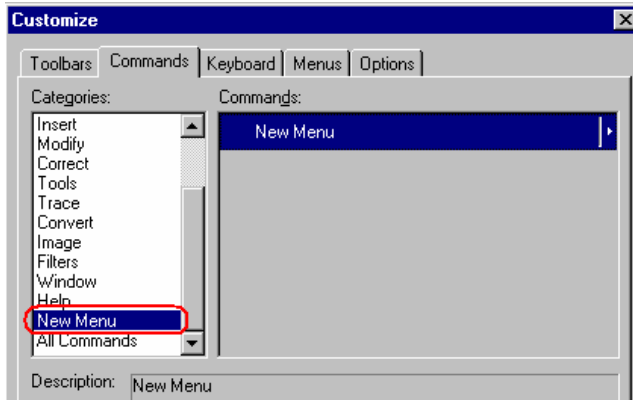 Customize
Toolbars Commands Keyboard Menus Options
Categories: Commands:
Insert
New Menu
Modify
Correct
Tools
Trace
Convert
Image
Filters
Window
Help
New Menu
All Commands
Description: New Menu